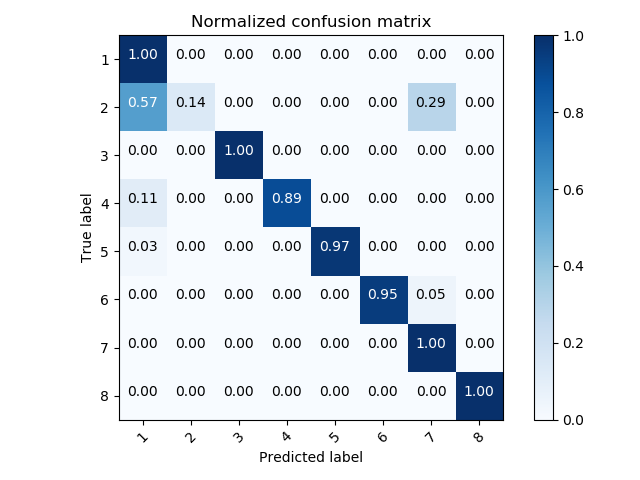 Normalized confusion matrix
1 1.00 0.00 0.00 0.00 0.00 0.00 0.00 0.00
2 0.57 0.14 0.00 0.00 0.00 0.00 0.29 0.00
3 0.00 0.00 1.00 0.00 0.00 0.00 0.00 0.00
4 0.11 0.00 0.00 0.89 0.00 0.00 0.00 0.00
5 0.03 0.00 0.00 0.00 0.97 0.00 0.00 0.00
6 0.00 0.00 0.00 0.00 0.00 0.95 0.05 0.00
7 0.00 0.00 0.00 0.00 0.00 0.00 1.00 0.00
8 0.00 0.00 0.00 0.00 0.00 0.00 0.00 1.00
1 2 3 4 5 6 7 8
True label
Predicted label
1.0
0.8
0.6
0.4
0.2
0.0